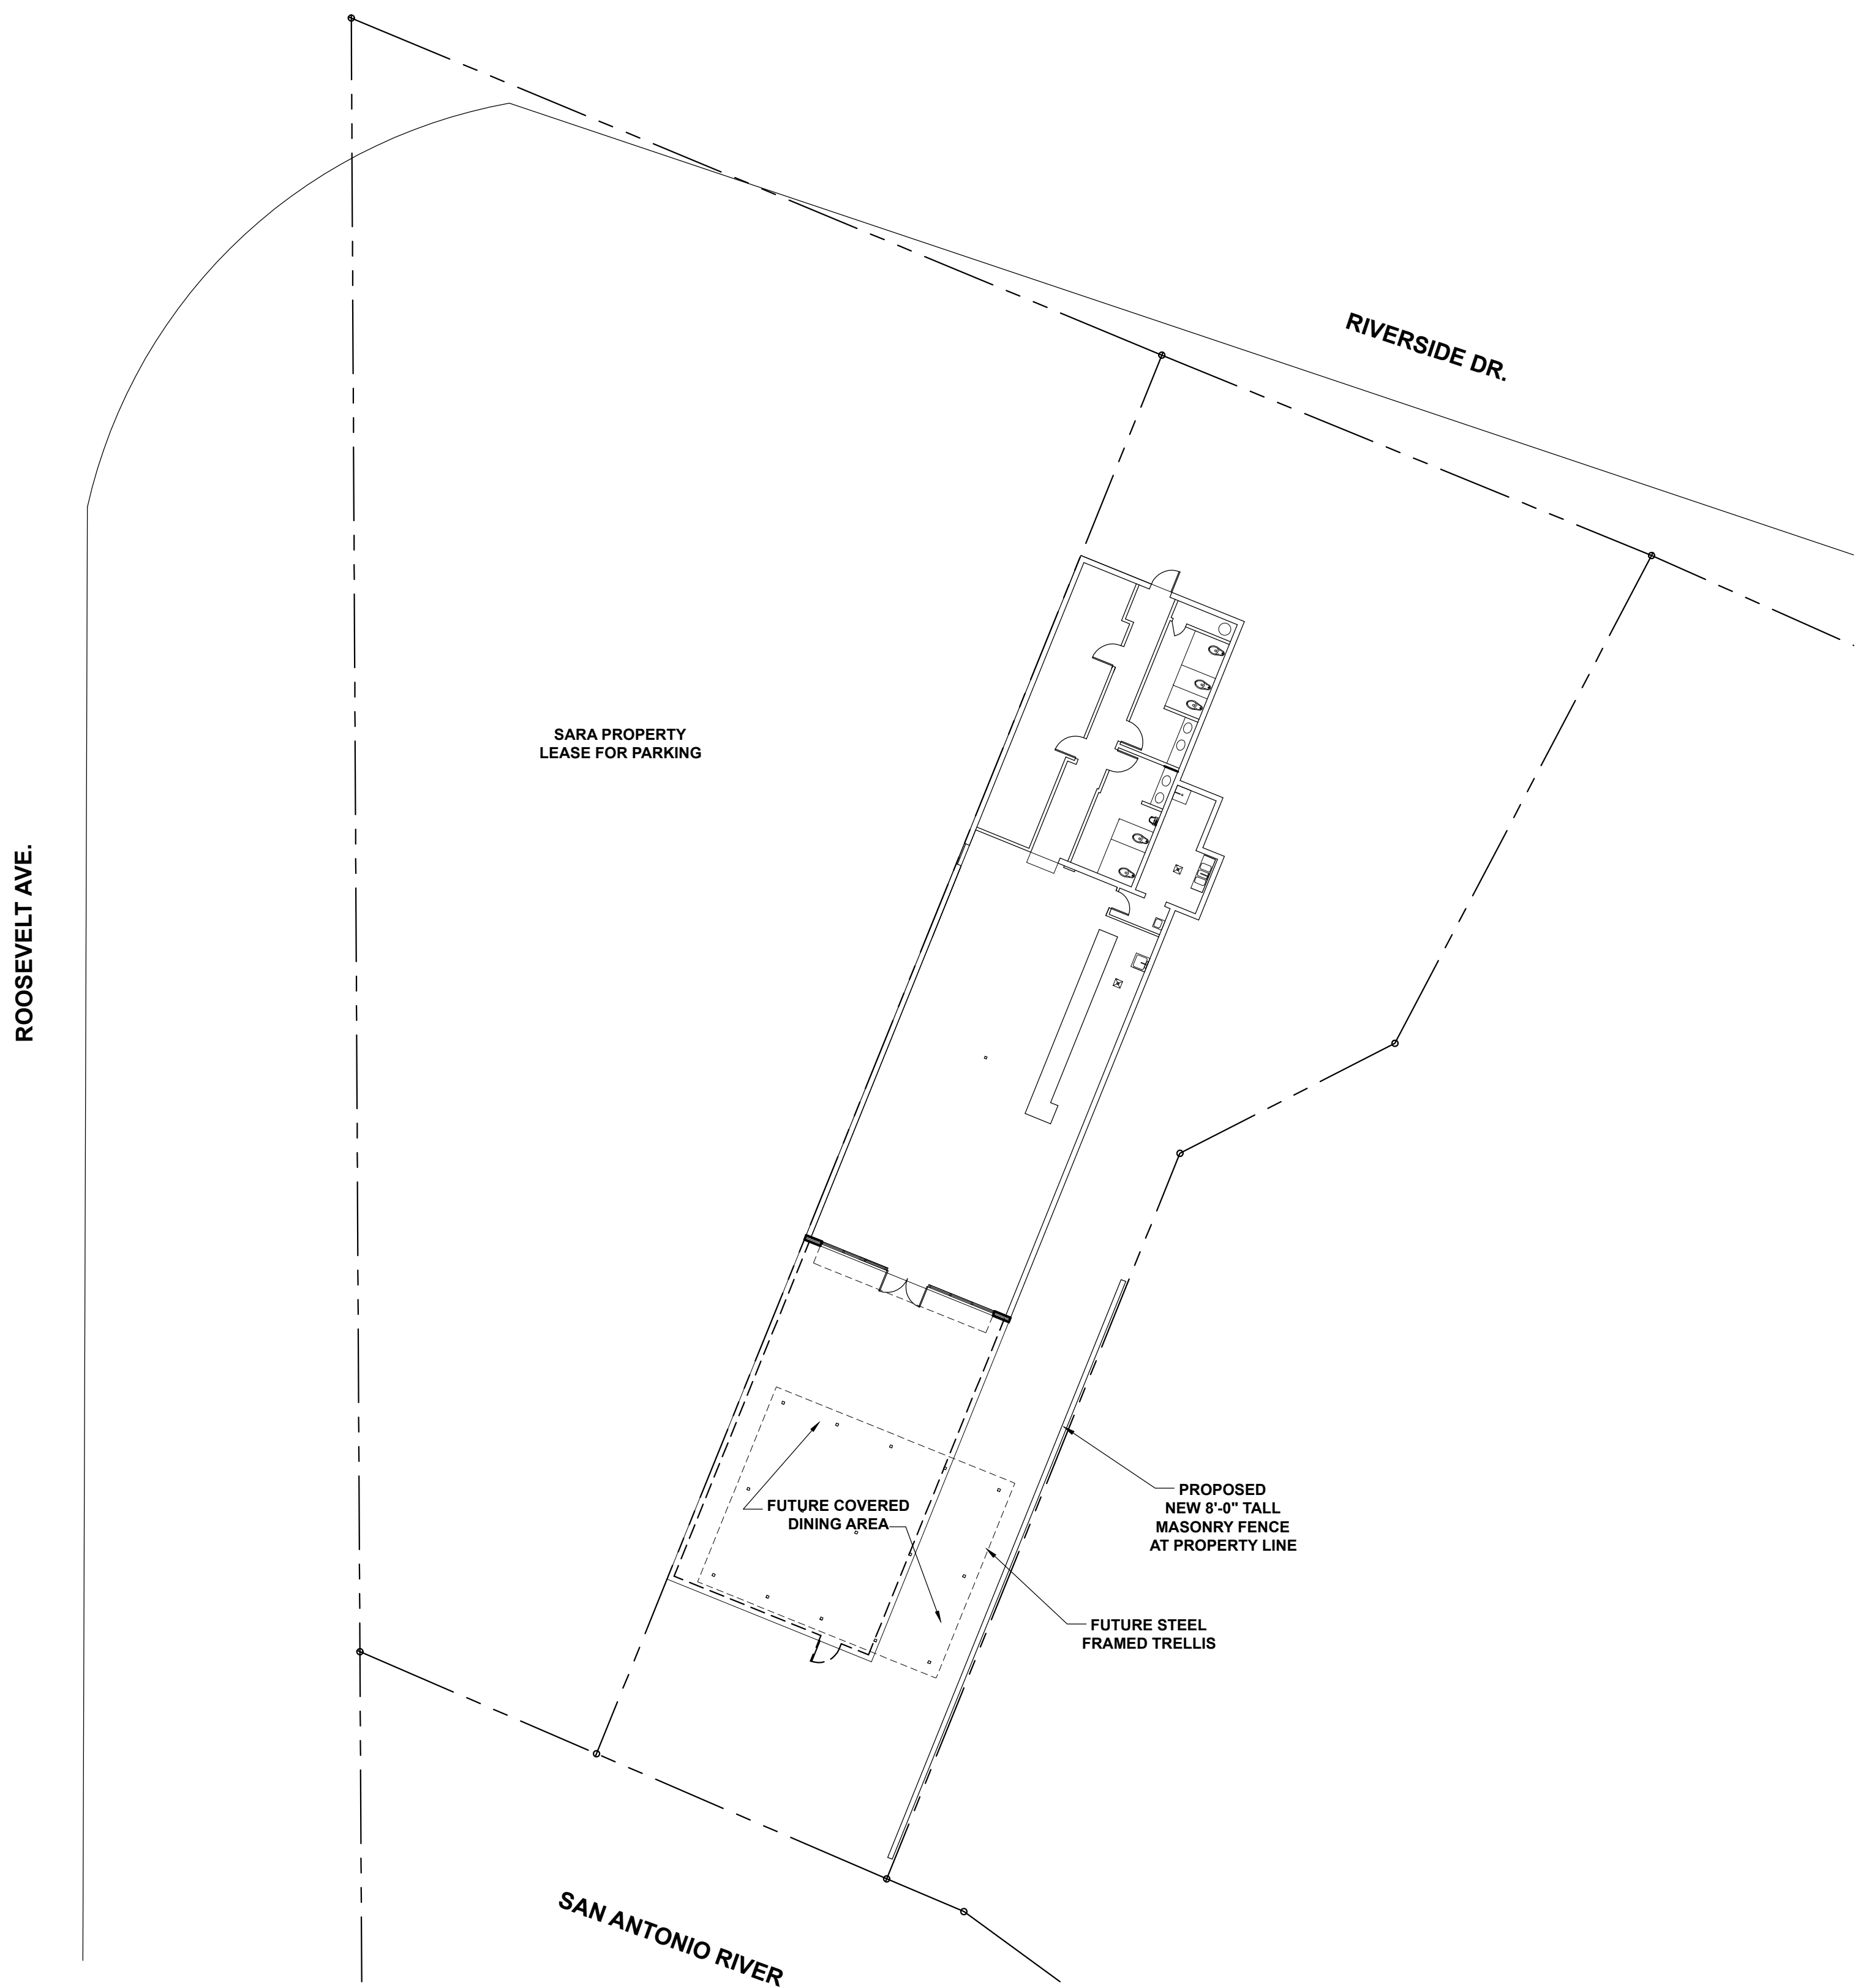 RIVERSIDE DR.
SARA PROPERTY
LEASE FOR PARKING
ROOSEVELT AVE.
PROPOSED
NEW 8'-0" TALL
MASONRY FENCE
AT PROPERTY LINE
FUTURE COVERED
DINING AREA
FUTURE STEEL
FRAMED TRELLIS
SAN ANTONIO RIVER